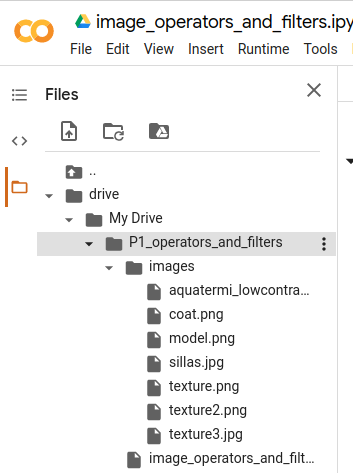 image_operators_and_filters.ipy
File Edit View Insert Runtime Tools
Files
..
drive
My Drive
P1_operators_and_filters
images
aquatermi_lowcontra...
coat.png
model.png
sillas.jpg
texture.png
texture2.png
texture3.jpg
image_operators_and_filt...